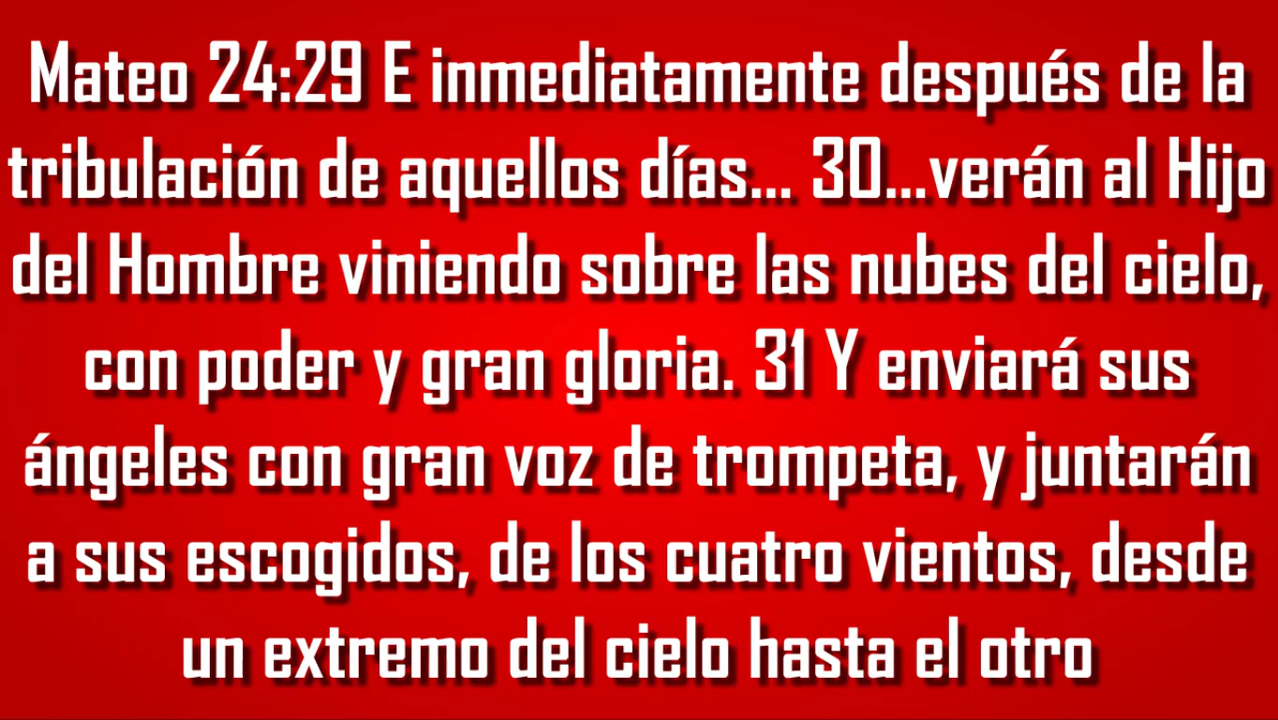 Mateo 24:29 E inmediatamente después de la
tribulación de aquellos días... 30...verán al Hijo
del Hombre viniendo sobre las nubes del cielo,
con poder y gran gloria. 31 Y enviará sus
ángeles con gran voz de trompeta, y juntarán
a sus escogidos, de los cuatro vientos, desde
un extremo del cielo hasta el otro